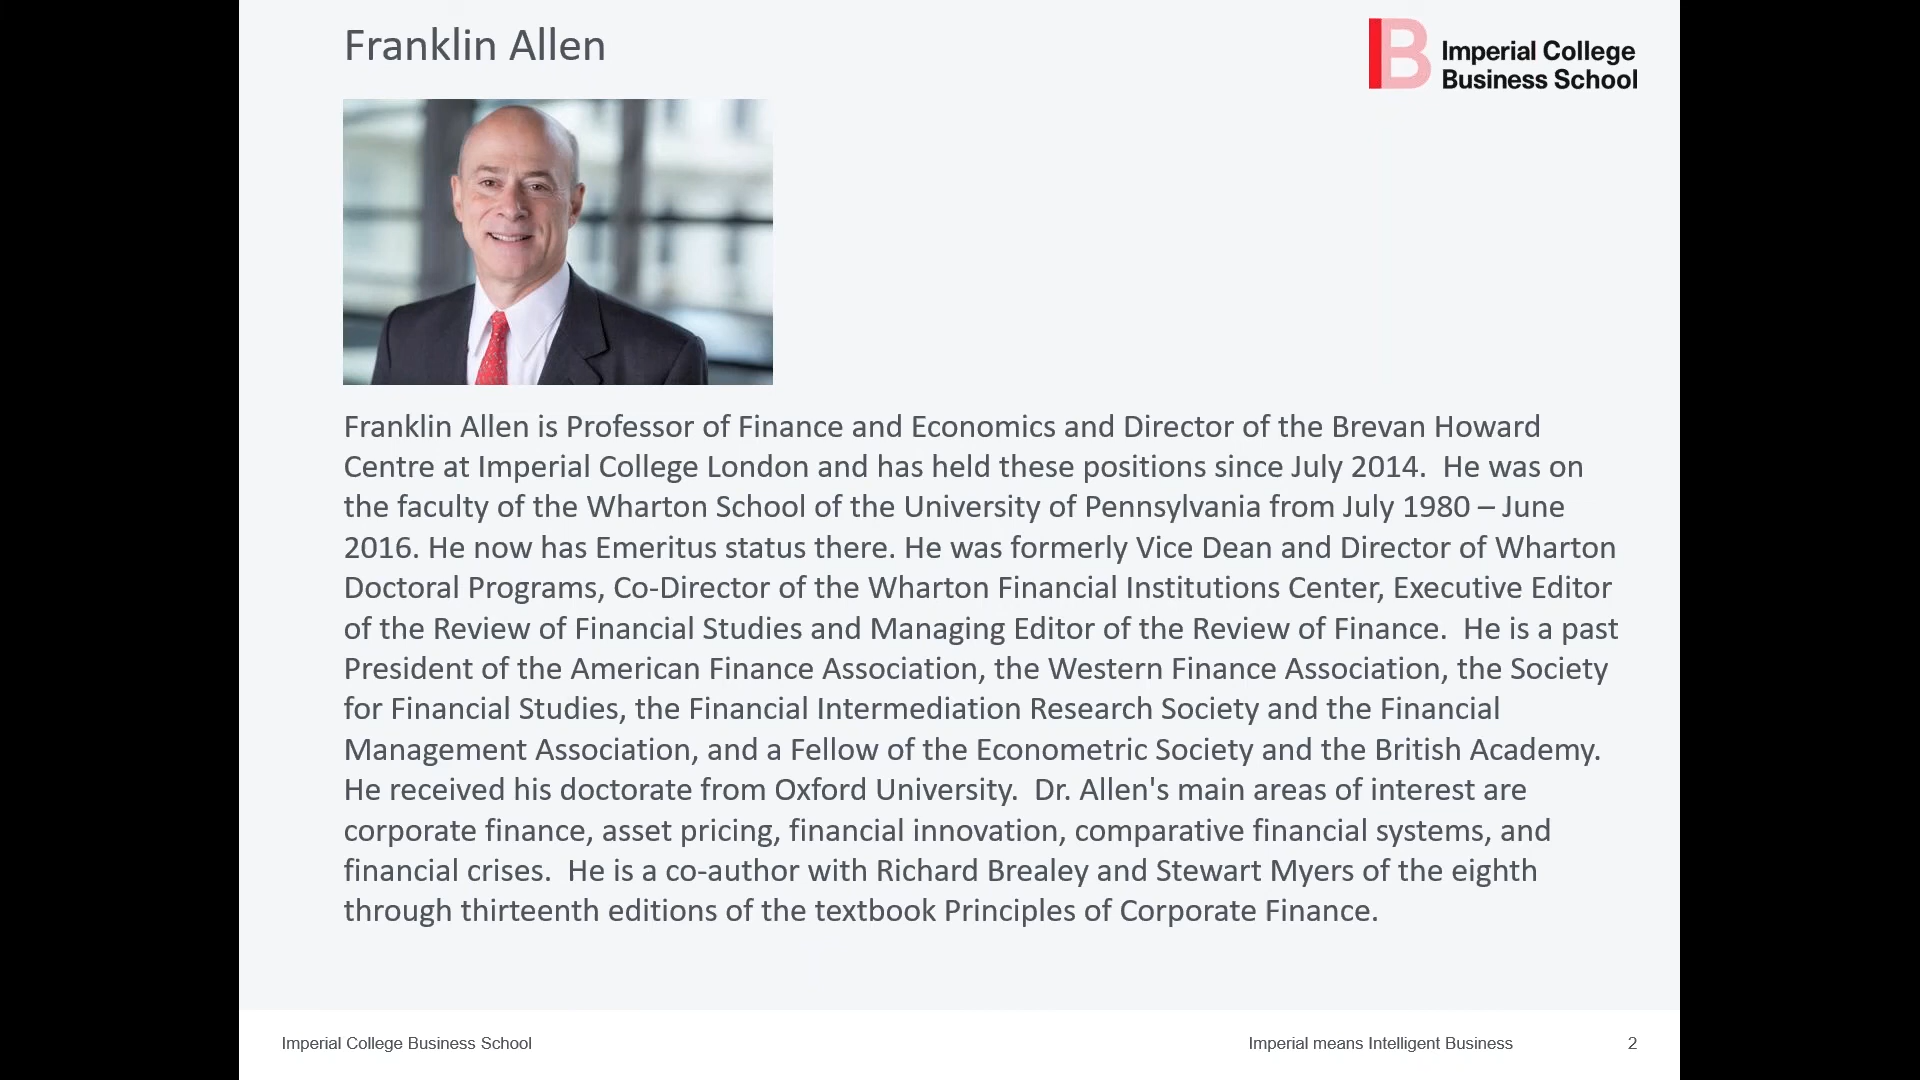 Franklin Allen
Imperial College
Business School
Franklin Allen is Professor of Finance and Economics and Director of the Brevan Howard
Centre at Imperial College London and has held these positions since July 2014.  He was on
the faculty of the Wharton School of the University of Pennsylvania from July 1980 – June
2016. He now has Emeritus status there. He was formerly Vice Dean and Director of Wharton
Doctoral Programs, Co-Director of the Wharton Financial Institutions Center, Executive Editor
of the Review of Financial Studies and Managing Editor of the Review of Finance.  He is a past
President of the American Finance Association, the Western Finance Association, the Society
for Financial Studies, the Financial Intermediation Research Society and the Financial
Management Association, and a Fellow of the Econometric Society and the British Academy.
He received his doctorate from Oxford University.  Dr. Allen's main areas of interest are
corporate finance, asset pricing, financial innovation, comparative financial systems, and
financial crises.  He is a co-author with Richard Brealey and Stewart Myers of the eighth
through thirteenth editions of the textbook Principles of Corporate Finance.
Imperial College Business School
Imperial means Intelligent Business
2